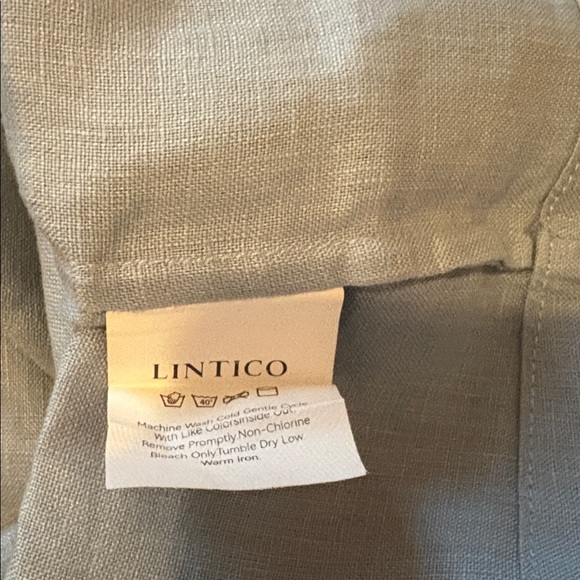 LINTICO
40°
Machine Wash Cold Gentle Cycle
With Like ColorsInside Out.
Remove Promptly,Non-Chlorine
Bleach Only Tumble Dry Low
Warm Iron.